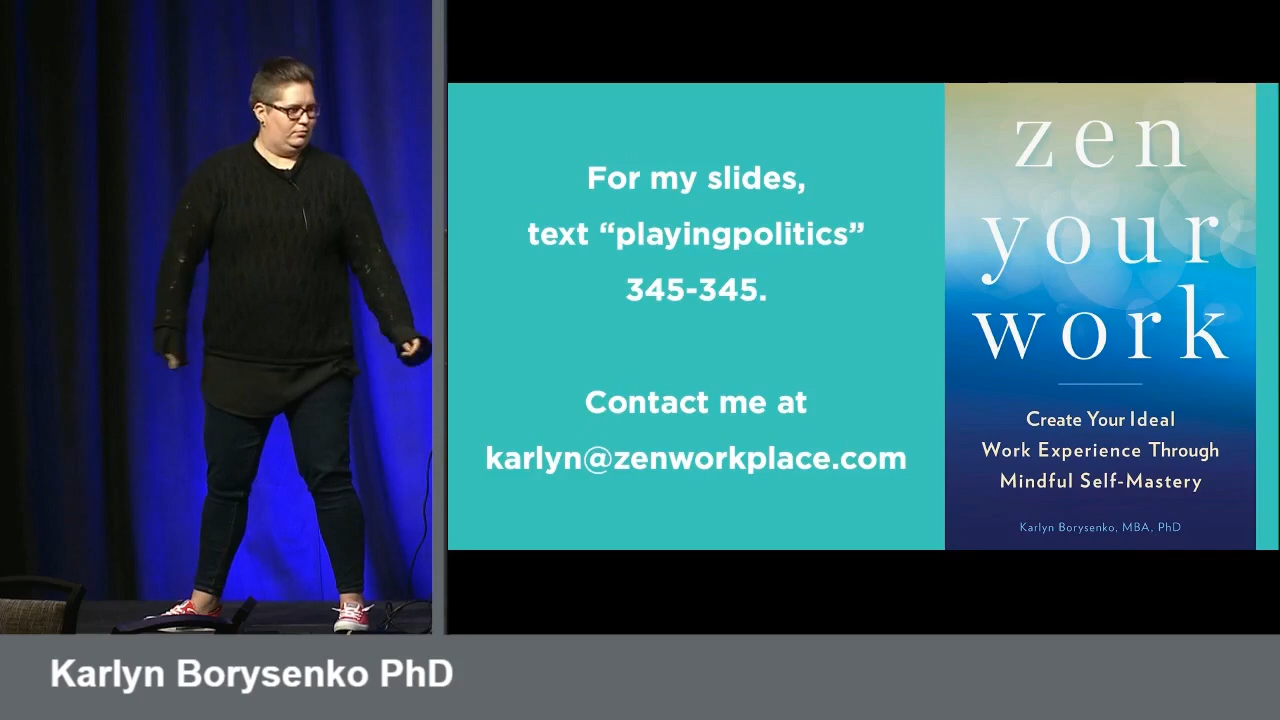 For my slides,
text “playingpolitics”
345-345.
Contact me at
karlyn@zenworkplace.com
zen
your
work
Create Your Ideal
Work Experience Through
Mindful Self-Mastery
Karlyn Borysenko, MBA, PhD
Karlyn Borysenko PhD